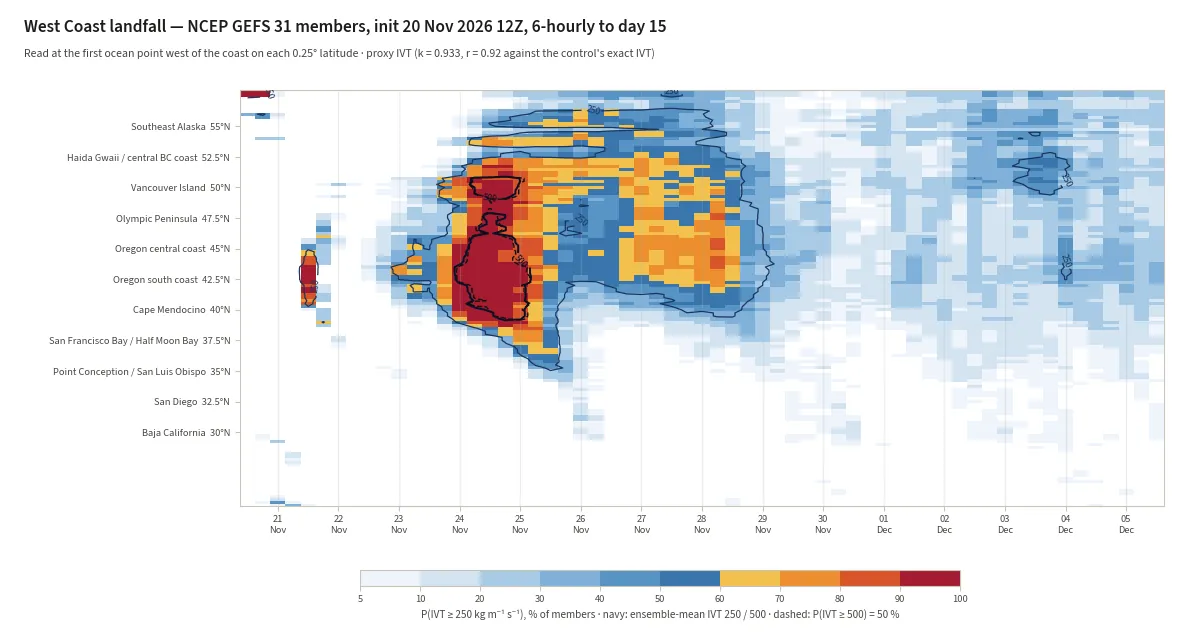 West Coast landfall — NCEP GEFS 31 members, init 20 Nov 2026 12Z, 6-hourly to day 15
Read at the first ocean point west of the coast on each 0.25° latitude · proxy IVT (k = 0.933, r = 0.92 against the control's exact IVT)
Southeast Alaska 55°N
Haida Gwaii / central BC coast 52.5°N
Vancouver Island 50°N
Olympic Peninsula 47.5°N
Oregon central coast 45°N
Oregon south coast 42.5°N
Cape Mendocino 40°N
San Francisco Bay / Half Moon Bay 37.5°N
Point Conception / San Luis Obispo 35°N
San Diego 32.5°N
Baja California 30°N
250
250
500
500
250
250
21 22 23 24 25 26 27 28 29 30 01 02 03 04 05
Nov Nov Nov Nov Nov Nov Nov Nov Nov Nov Dec Dec Dec Dec Dec
5 10 20 30 40 50 60 70 80 90 100
P(IVT ≥ 250 kg m⁻¹ s⁻¹), % of members · navy: ensemble-mean IVT 250 / 500 · dashed: P(IVT ≥ 500) = 50 %